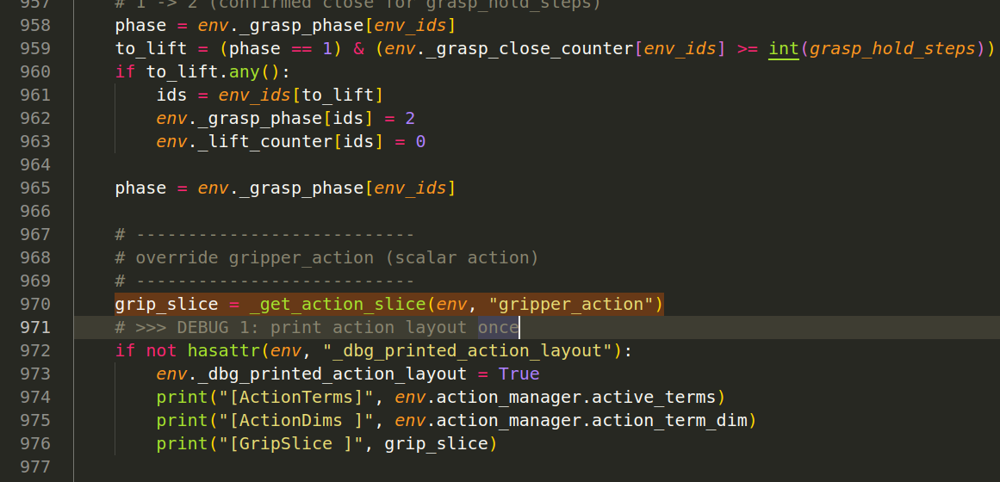 957 # 1 -> 2 (confirmed close for grasp_hold_steps)
958 phase = env._grasp_phase[env_ids]
959 to_lift = (phase == 1) & (env._grasp_close_counter[env_ids] >= int(grasp_hold_steps))
960 if to_lift.any():
961     ids = env_ids[to_lift]
962     env._grasp_phase[ids] = 2
963     env._lift_counter[ids] = 0
964
965 phase = env._grasp_phase[env_ids]
966
967 # ---------------------------
968 # override gripper_action (scalar action)
969 # ---------------------------
970 grip_slice = _get_action_slice(env, "gripper_action")
971 # >>> DEBUG 1: print action layout once
972 if not hasattr(env, "_dbg_printed_action_layout"):
973     env._dbg_printed_action_layout = True
974     print("[ActionTerms]", env.action_manager.active_terms)
975     print("[ActionDims ]", env.action_manager.action_term_dim)
976     print("[GripSlice ]", grip_slice)
977